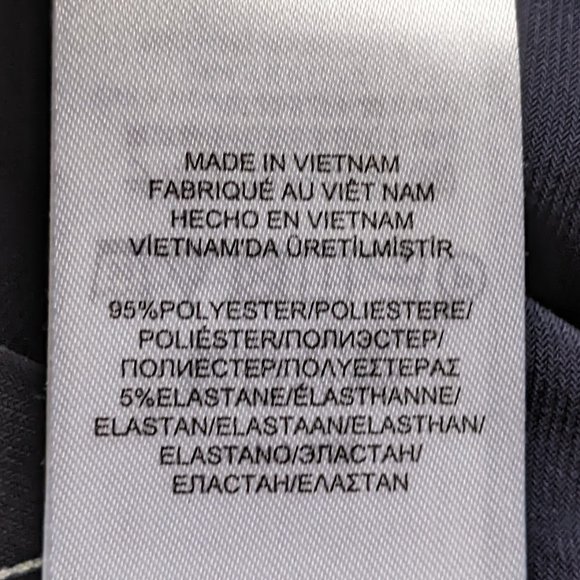 MADE IN VIETNAM
FABRIQUÉ AU VIÊT NAM
HECHO EN VIETNAM
VİETNAM'DA ÜRETİLMİŞTİR
95%POLYESTER/POLIESTERE/
POLIÉSTER/ПОЛИЭСТЕР/
ПОЛИЕСТЕР/ΠΟΛΥΕΣΤΕΡΑΣ
5%ELASTANE/ÉLASTHANNE/
ELASTAN/ELASTAAN/ELASTHAN/
ELASTANO/ЭЛАСТАН/
ЕЛАСТАН/ΕΛΑΣΤΑΝ